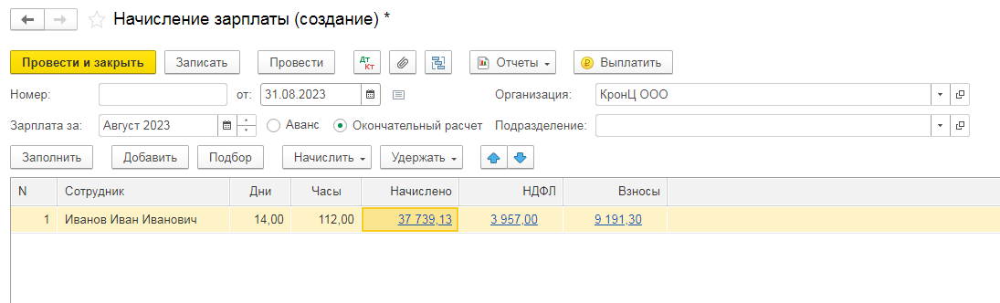 Начисление зарплаты (создание) *
Провести и закрыть Записать Провести Дт Кт Отчеты Выплатить
Номер: от: 31.08.2023 Организация: КронЦ ООО
Зарплата за: Август 2023 Аванс Окончательный расчет Подразделение:
Заполнить Добавить Подбор Начислить Удержать
N Сотрудник Дни Часы Начислено НДФЛ Взносы
1 Иванов Иван Иванович 14,00 112,00 37 739,13 3 957,00 9 191,30